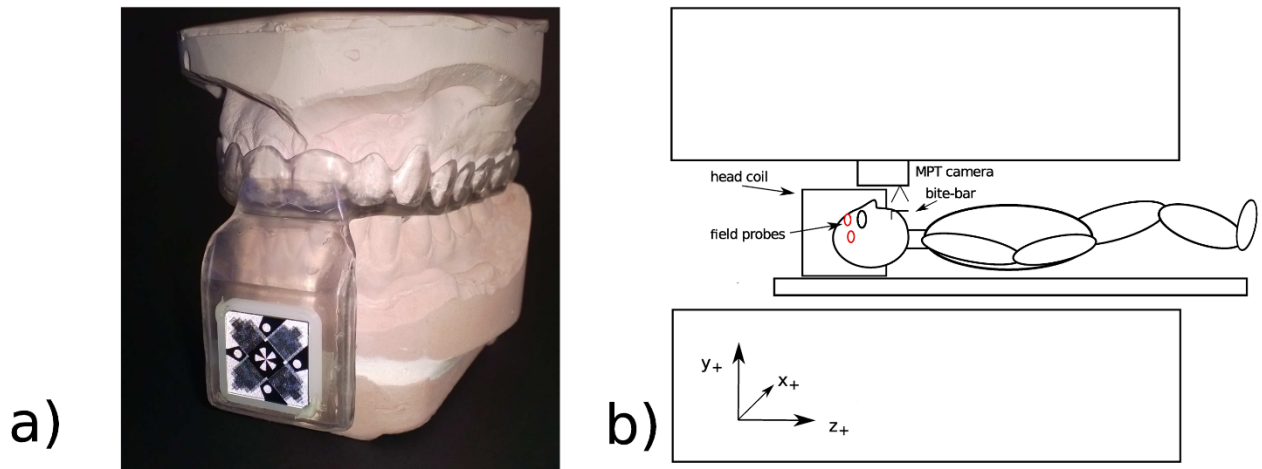 a)
b)
head coil
MPT camera
bite-bar
field probes
y+
x+
z+